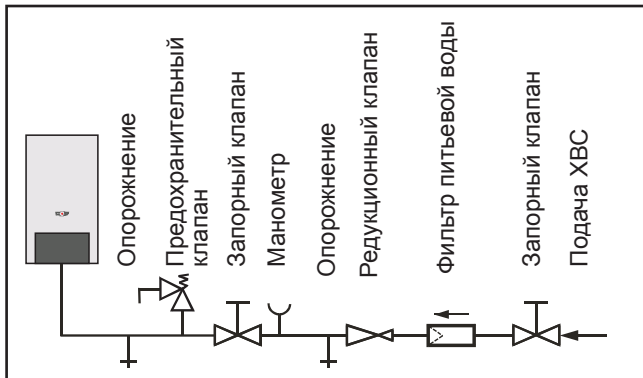 Опорожнение
Предохранительный
клапан
Запорный клапан
Манометр
Опорожнение
Редукционный клапан
Фильтр питьевой воды
Запорный клапан
Подача ХВС